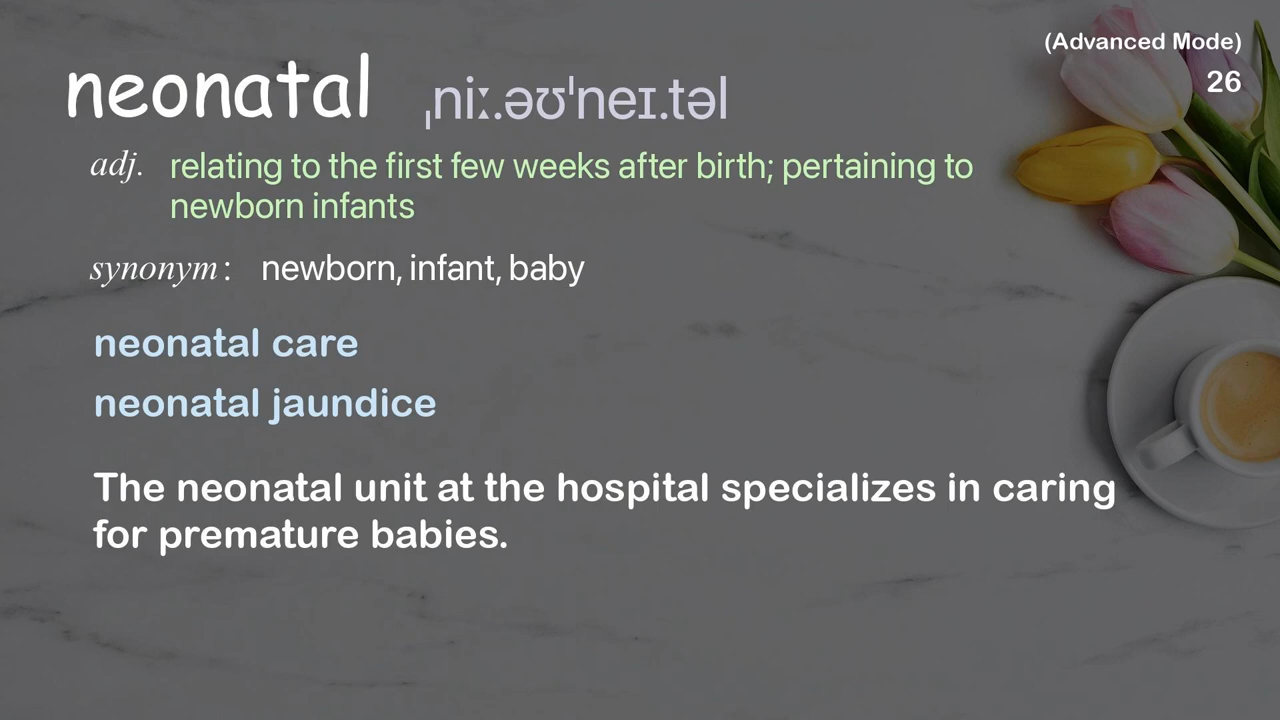 (Advanced Mode)
26
neonatal ˌniː.əʊˈneɪ.təl
adj. relating to the first few weeks after birth; pertaining to
newborn infants
synonym: newborn, infant, baby
neonatal care
neonatal jaundice
The neonatal unit at the hospital specializes in caring
for premature babies.